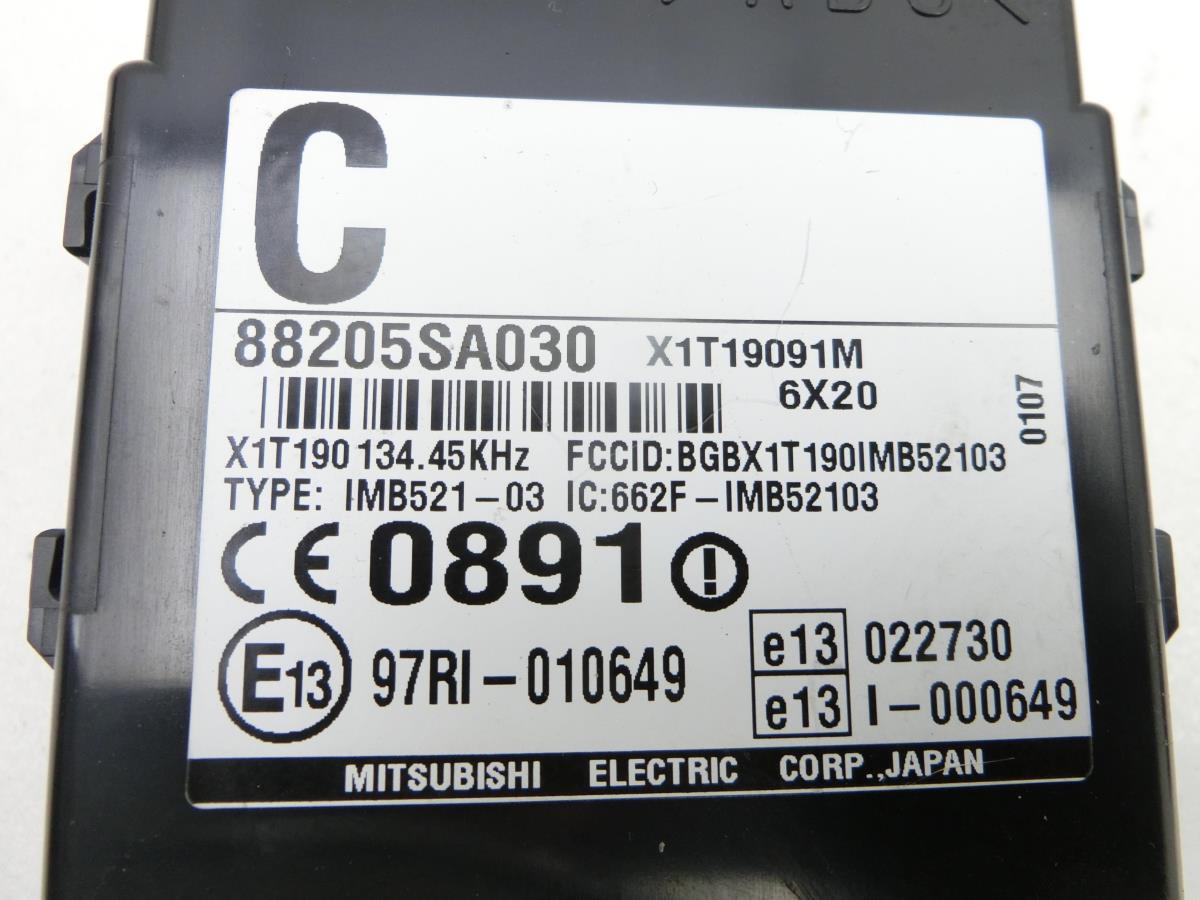 C
88205SA030 X1T19091M
6X20
0107
X1T190 134.45KHz FCCID:BGBX1T190IMB52103
TYPE: IMB521-03 IC:662F-IMB52103
CE 0891 !
E13 97RI-010649
e13 022730
e13 I-000649
MITSUBISHI ELECTRIC CORP.,JAPAN